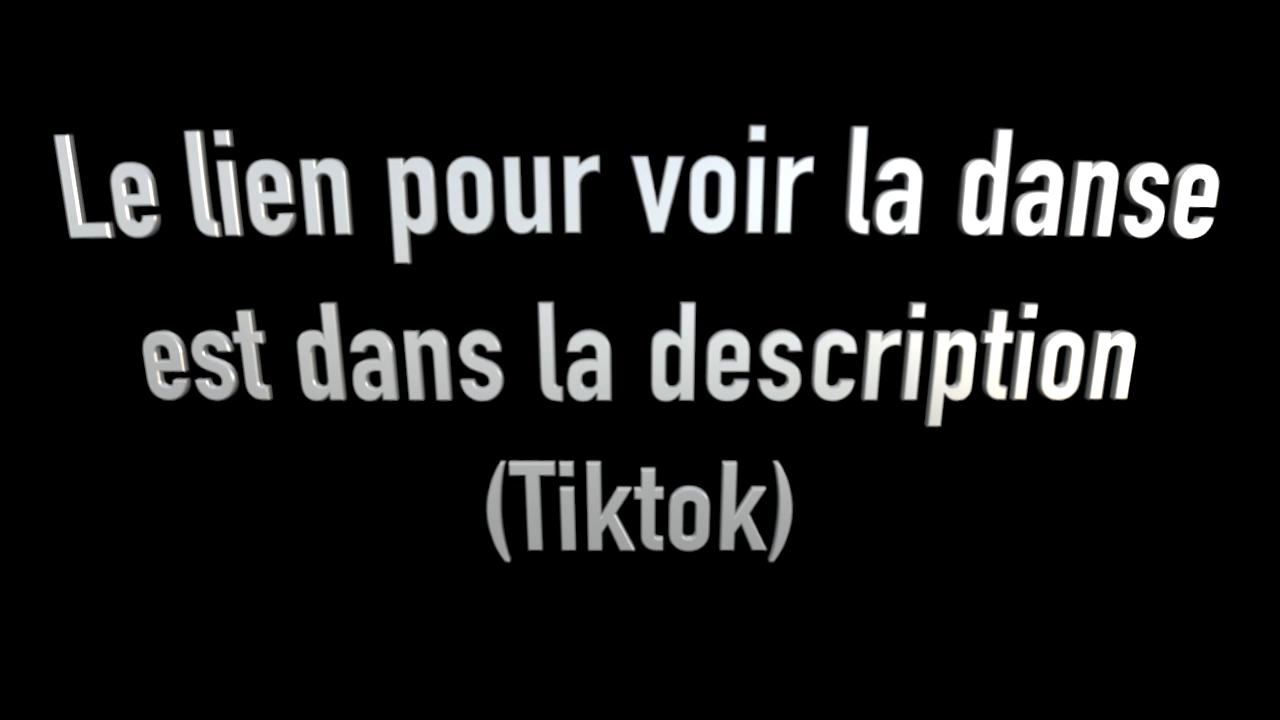 Le lien pour voir la danse
est dans la description
(Tiktok)